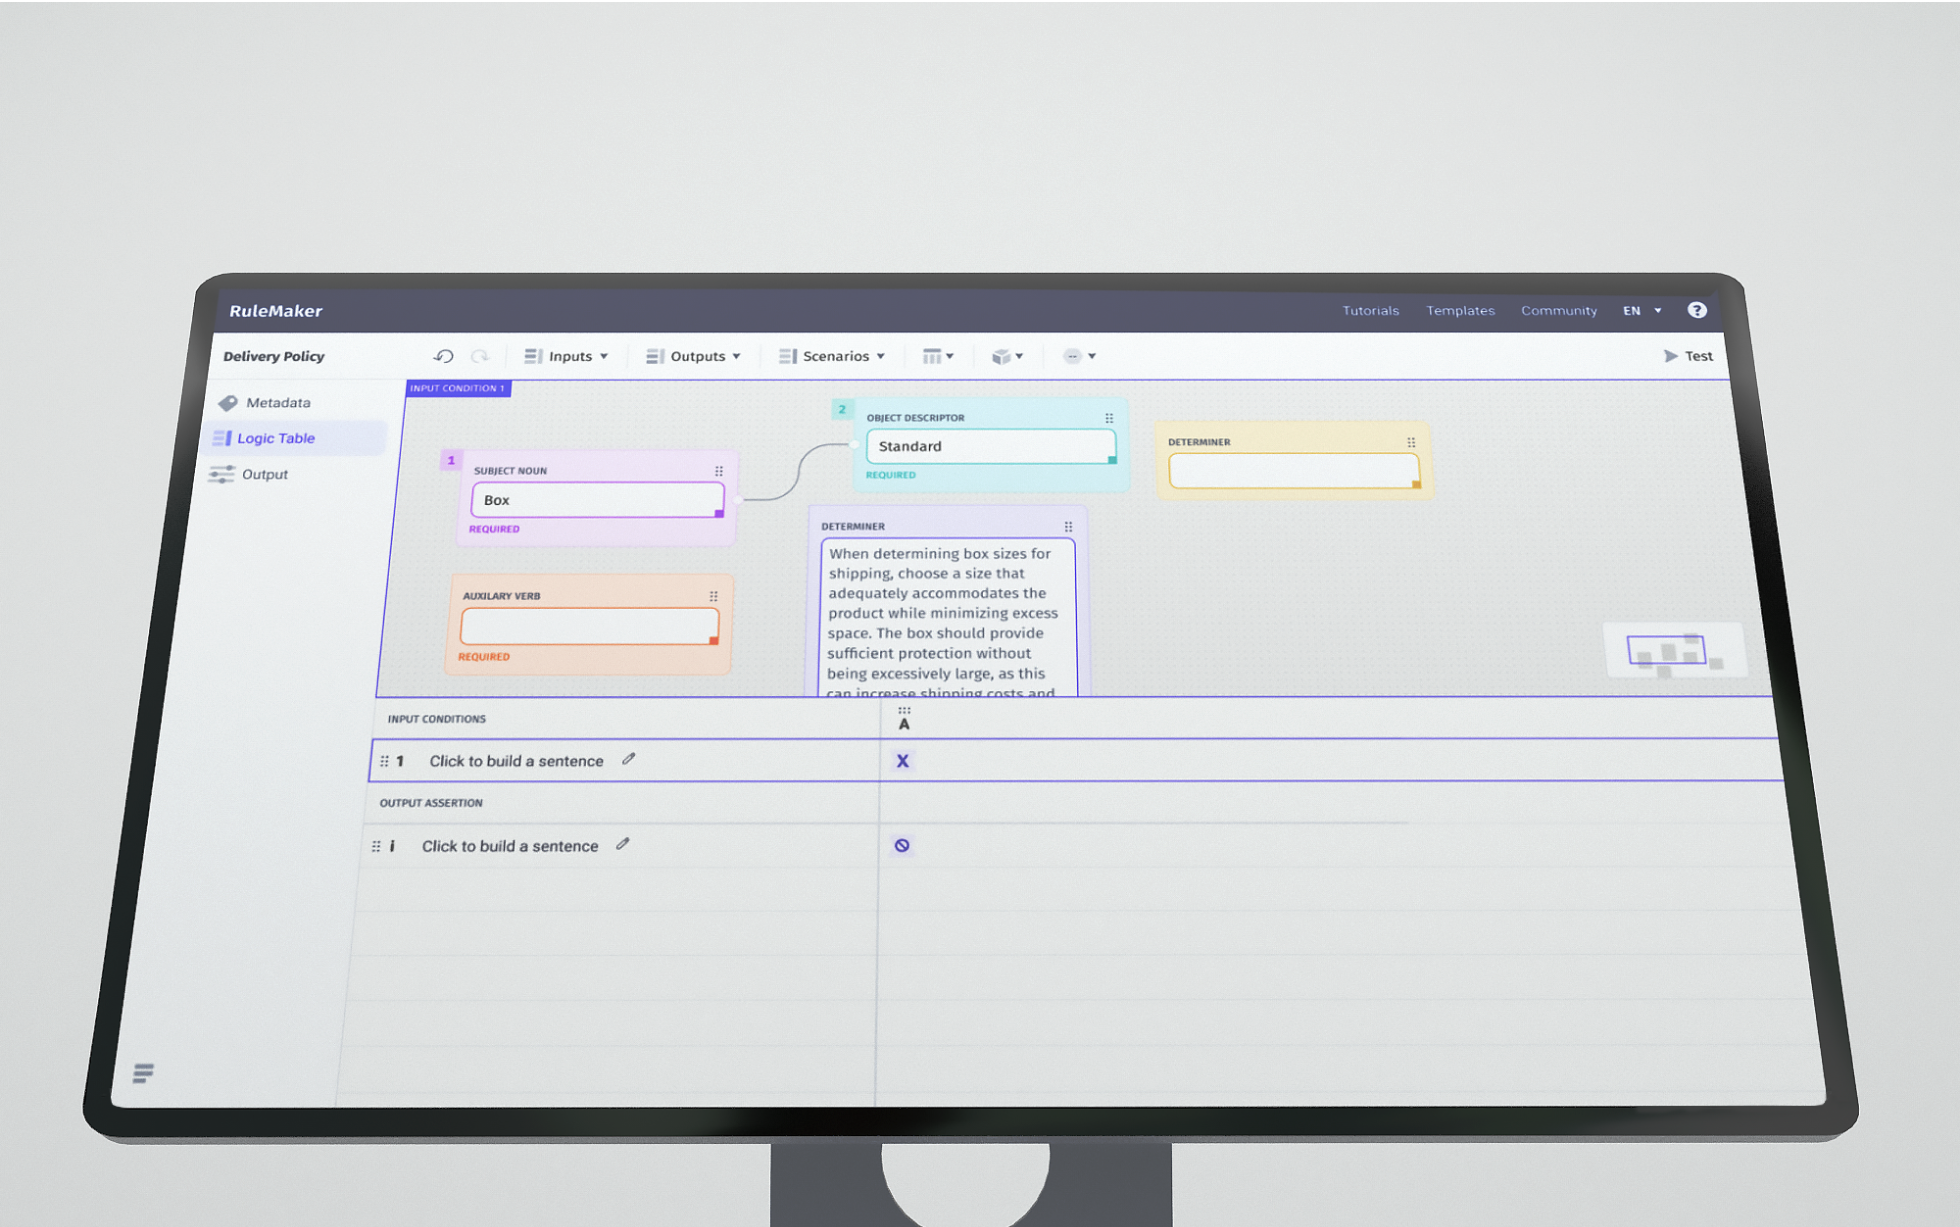 RuleMaker
Tutorials
Templates
Community
EN
?
Delivery Policy
Inputs
Outputs
Scenarios
Test
Metadata
Logic Table
Output
INPUT CONDITION 1
1
SUBJECT NOUN
Box
REQUIRED
2
OBJECT DESCRIPTOR
Standard
REQUIRED
DETERMINER
AUXILARY VERB
REQUIRED
DETERMINER
When determining box sizes for
shipping, choose a size that
adequately accommodates the
product while minimizing excess
space. The box should provide
sufficient protection without
being excessively large, as this
can increase shipping costs and
INPUT CONDITIONS
A
1 Click to build a sentence
X
OUTPUT ASSERTION
i Click to build a sentence